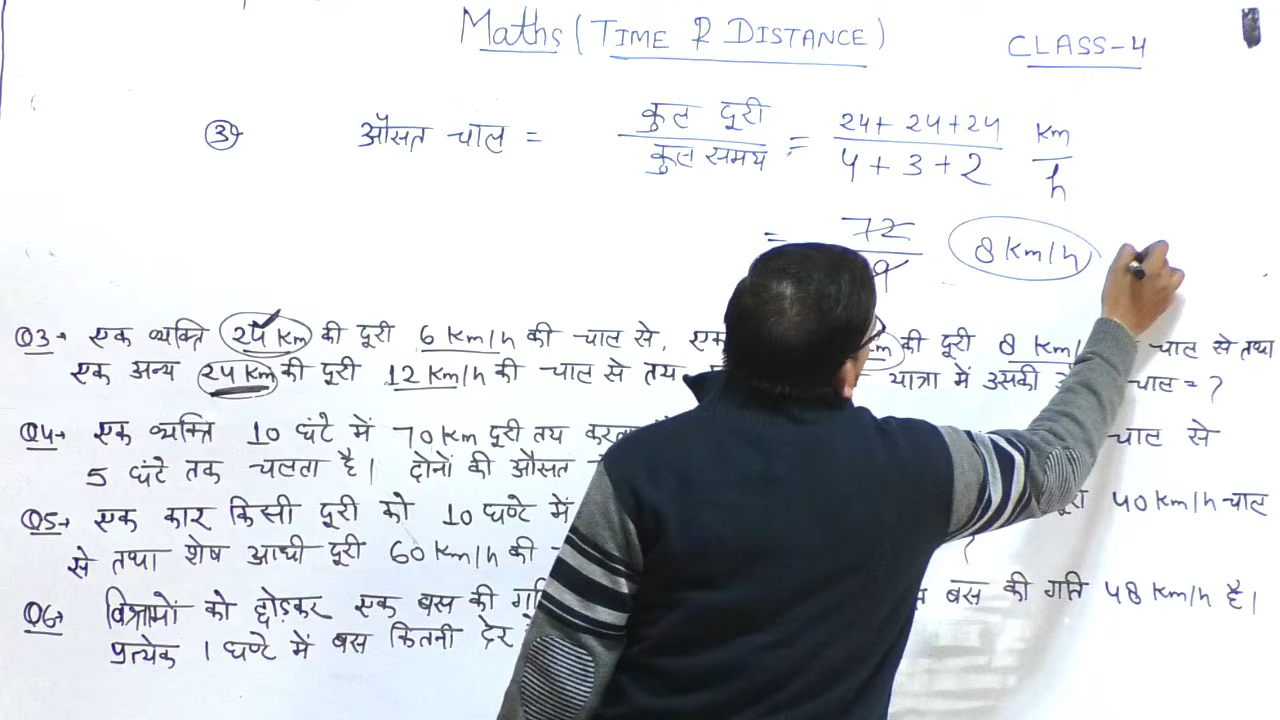 Maths (TIME & DISTANCE)
CLASS-4
③→ औसत चाल = कुल दूरी / कुल समय = 24+24+24 / 4+3+2 Km/h
= 72/9 8 Km/h
Q3→ एक व्यक्ति 24 Km की दूरी 6 Km/h की चाल से, Km की दूरी 8 Km/ चाल से तथा
एक अन्य 24 Km की दूरी 12 Km/h की चाल से तय यात्रा में उसकी चाल = ?
Q4→ एक व्यक्ति 10 घंटे में 70 Km दूरी तय चाल से
5 घंटे तक चलता है। दोनों की औसत
Q5→ एक कार किसी दूरी को 10 घण्टे में 40 Km/h चाल
से तथा शेष आधी दूरी 60 Km/h की ?
Q6→ विश्रामों को छोड़कर एक बस की बस की गति 48 Km/h है।
प्रत्येक 1 घण्टे में बस कितनी देर